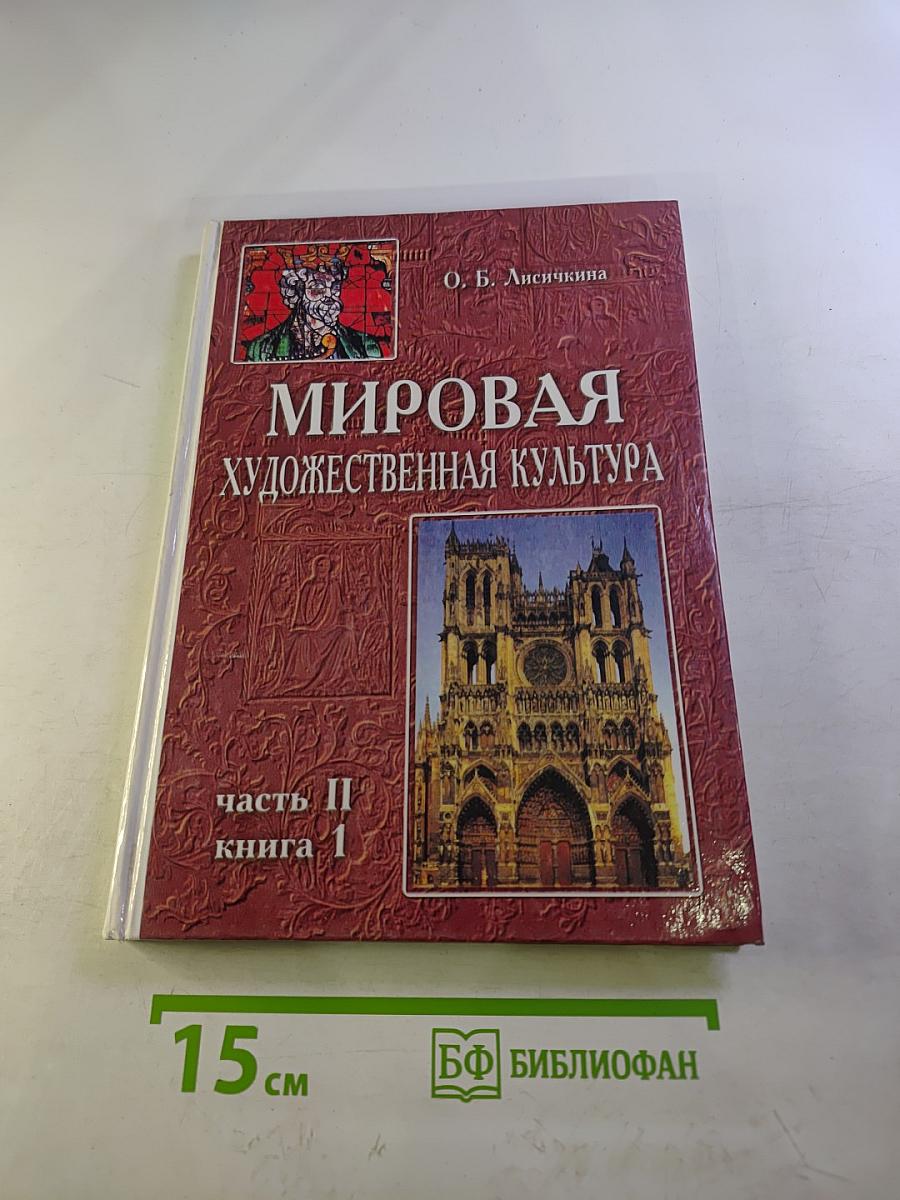 О. Б. Лисичкина
МИРОВАЯ
ХУДОЖЕСТВЕННАЯ КУЛЬТУРА
часть II
книга 1
15 см
БФ БИБЛИОФАН